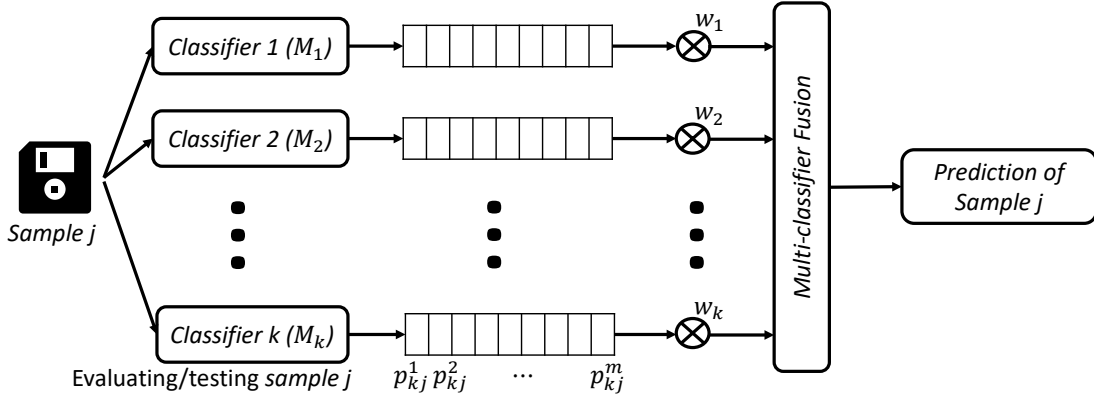 Classifier 1 (M₁)
w₁
Classifier 2 (M₂)
w₂
Sample j
Multi-classifier Fusion
Prediction of
Sample j
Classifier k (Mₖ)
wₖ
Evaluating/testing sample j
p¹ₖⱼ p²ₖⱼ ... pᵐₖⱼ